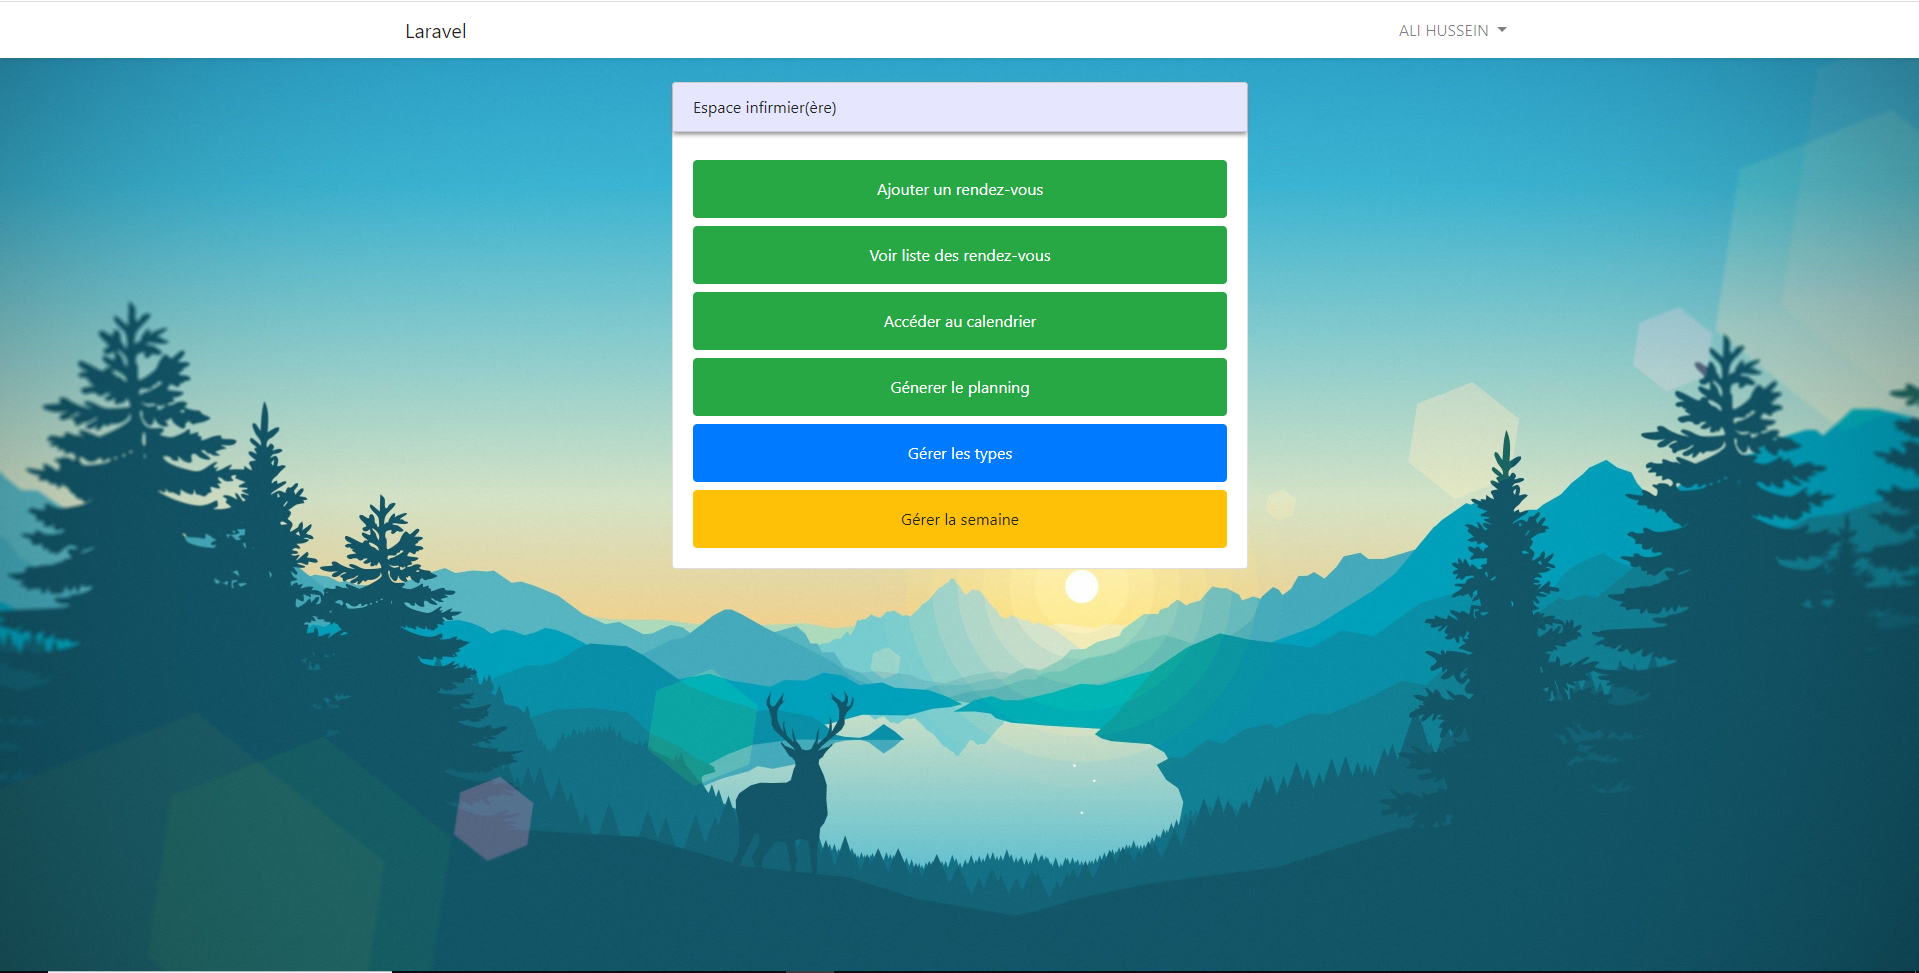 Laravel
ALI HUSSEIN
Espace infirmier(ère)
Ajouter un rendez-vous
Voir liste des rendez-vous
Accéder au calendrier
Génerer le planning
Gérer les types
Gérer la semaine